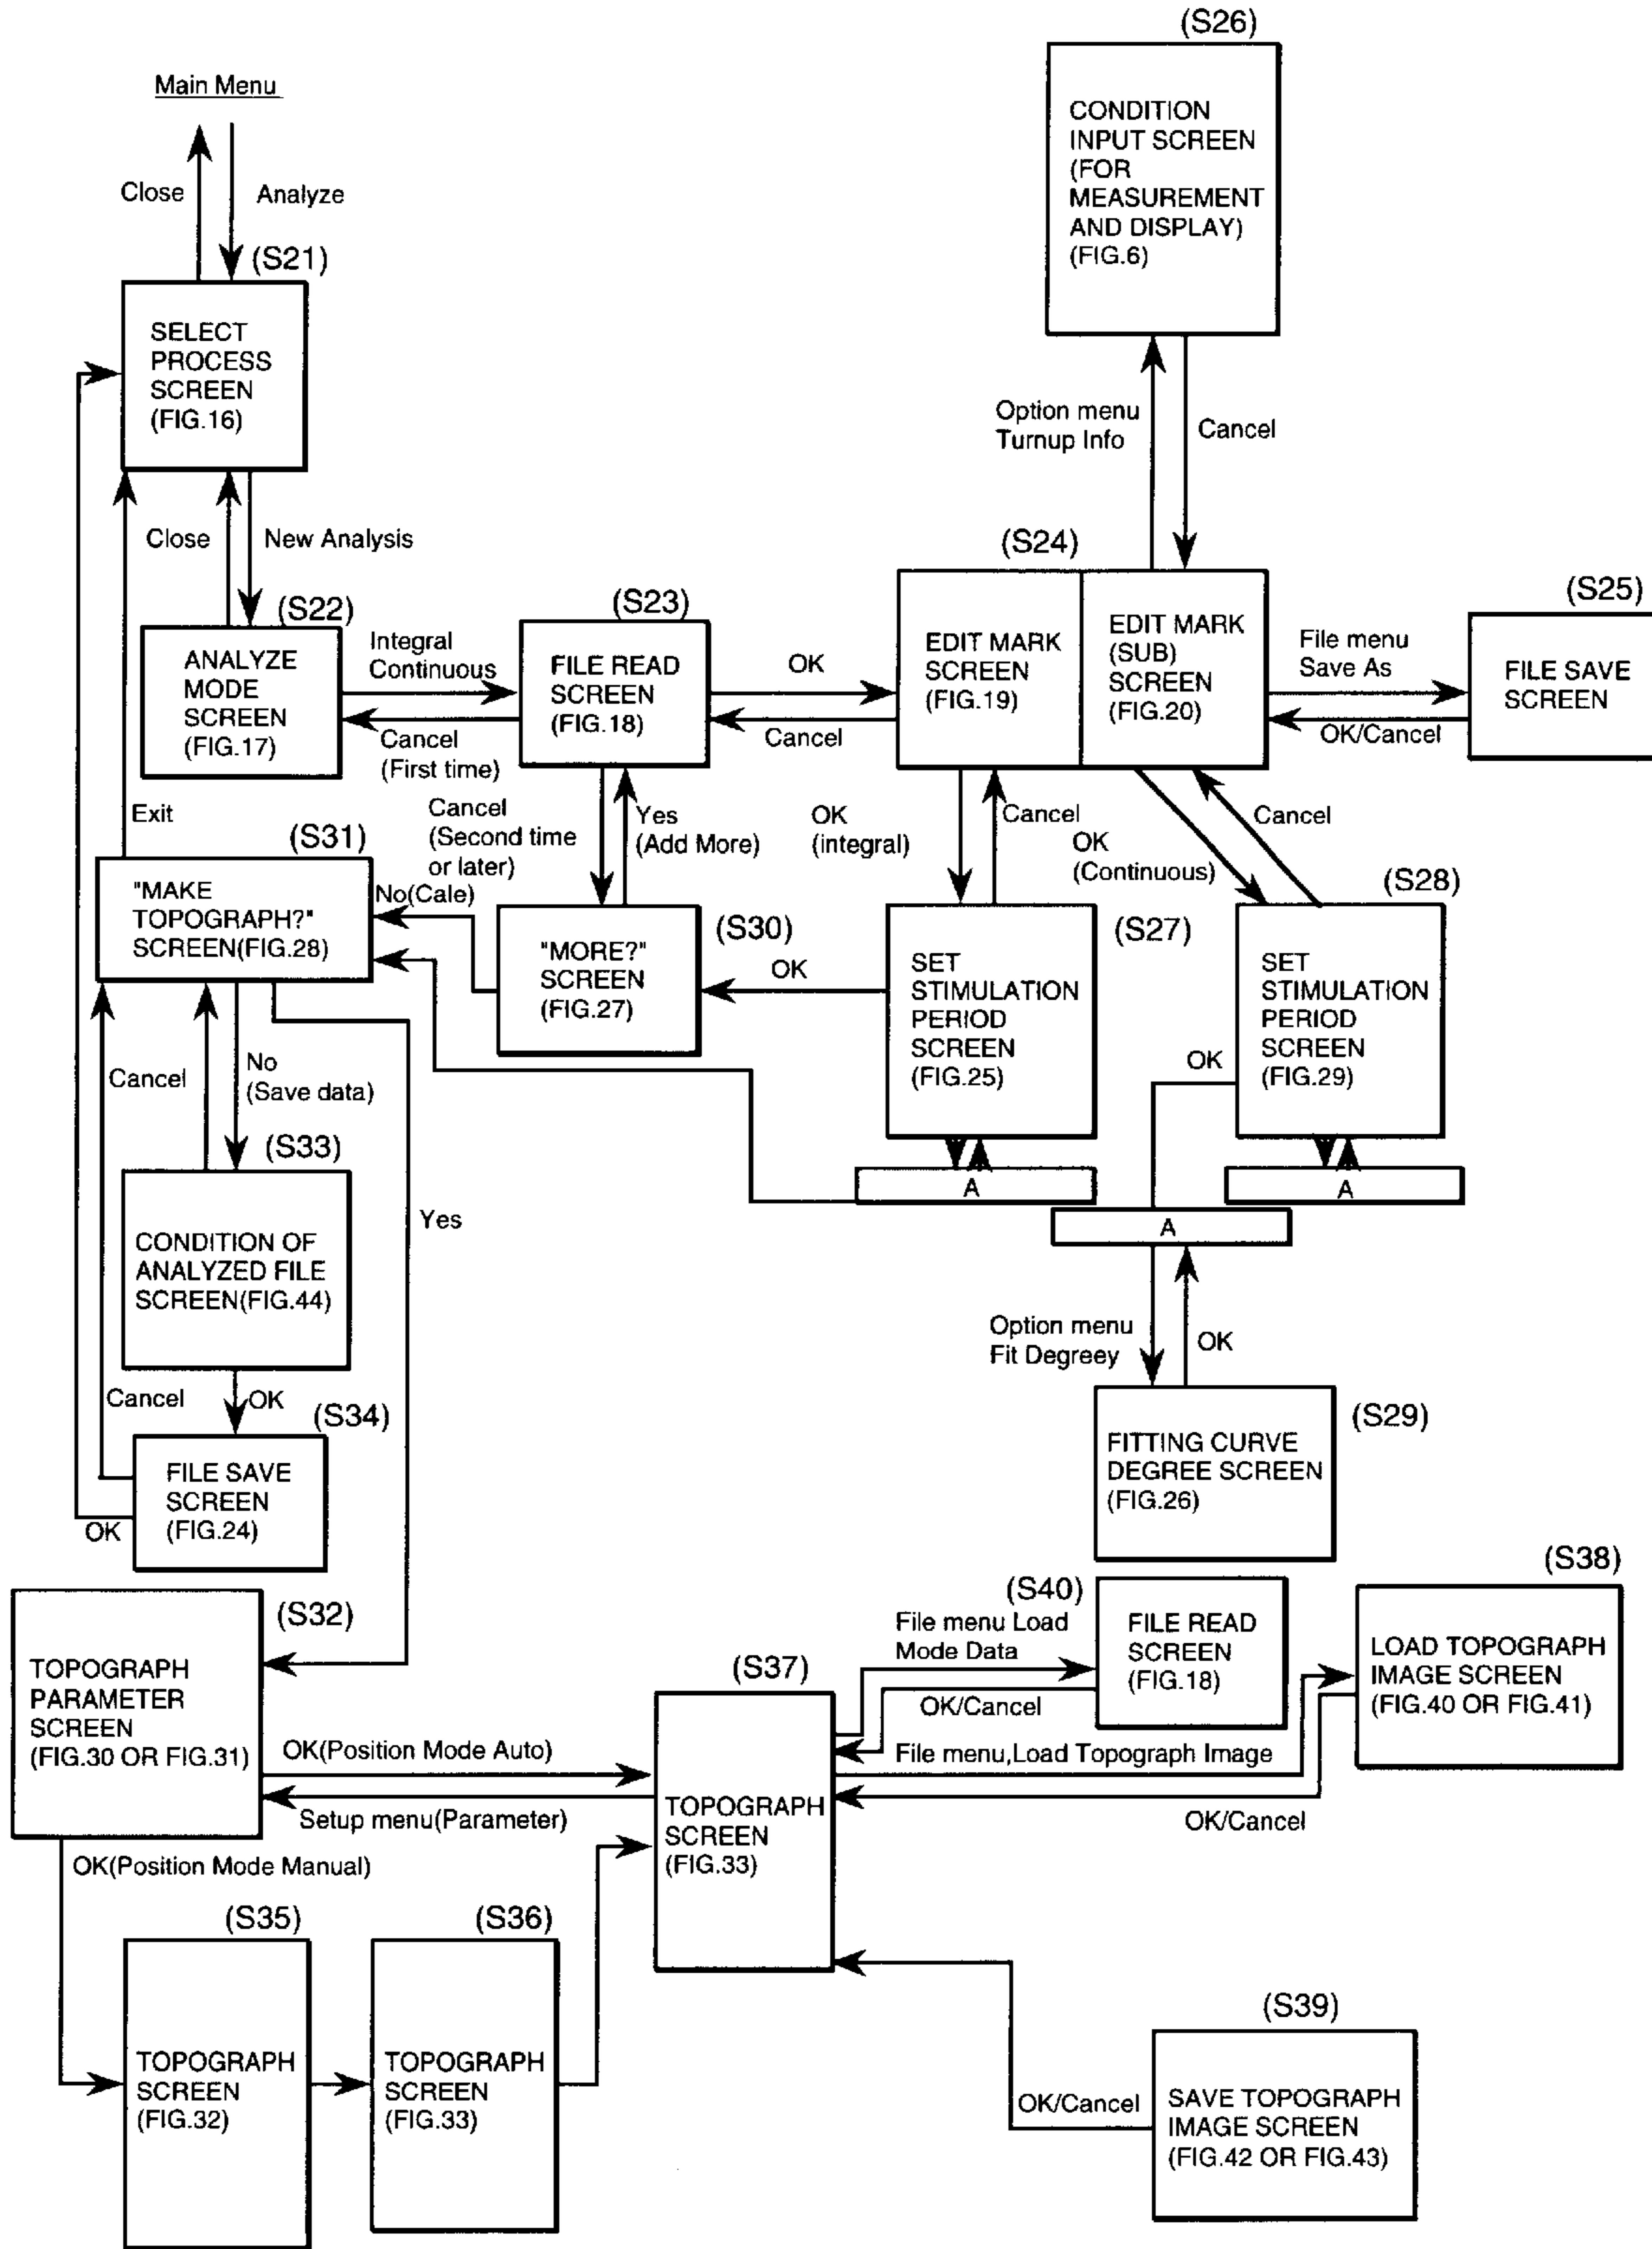 (S26)
CONDITION
INPUT SCREEN
(FOR
MEASUREMENT
AND DISPLAY)
(FIG.6)
Main Menu
Close
Analyze
(S21)
SELECT
PROCESS
SCREEN
(FIG.16)
Option menu
Turnup Info
Cancel
Close
New Analysis
(S22)
ANALYZE
MODE
SCREEN
(FIG.17)
Integral
Continuous
Cancel
(First time)
(S23)
FILE READ
SCREEN
(FIG.18)
OK
Cancel
(S24)
EDIT MARK
SCREEN
(FIG.19)
EDIT MARK
(SUB)
SCREEN
(FIG.20)
File menu
Save As
OK/Cancel
(S25)
FILE SAVE
SCREEN
Exit
Cancel
(Second time
or later)
Yes
(Add More)
OK
(integral)
Cancel
OK
(Continuous)
Cancel
(S31)
"MAKE
TOPOGRAPH?"
SCREEN(FIG.28)
No(Cale)
(S30)
"MORE?"
SCREEN
(FIG.27)
OK
(S27)
SET
STIMULATION
PERIOD
SCREEN
(FIG.25)
(S28)
SET
STIMULATION
PERIOD
SCREEN
(FIG.29)
OK
A
A
A
Cancel
No
(Save data)
(S33)
CONDITION OF
ANALYZED FILE
SCREEN(FIG.44)
Yes
Option menu
Fit Degreey
OK
(S29)
FITTING CURVE
DEGREE SCREEN
(FIG.26)
Cancel
OK
(S34)
FILE SAVE
SCREEN
(FIG.24)
OK
(S32)
TOPOGRAPH
PARAMETER
SCREEN
(FIG.30 OR FIG.31)
OK(Position Mode Auto)
Setup menu(Parameter)
OK(Position Mode Manual)
(S37)
TOPOGRAPH
SCREEN
(FIG.33)
File menu Load
Mode Data
OK/Cancel
(S40)
FILE READ
SCREEN
(FIG.18)
File menu,Load Topograph Image
OK/Cancel
(S38)
LOAD TOPOGRAPH
IMAGE SCREEN
(FIG.40 OR FIG.41)
(S35)
TOPOGRAPH
SCREEN
(FIG.32)
(S36)
TOPOGRAPH
SCREEN
(FIG.33)
OK/Cancel
(S39)
SAVE TOPOGRAPH
IMAGE SCREEN
(FIG.42 OR FIG.43)